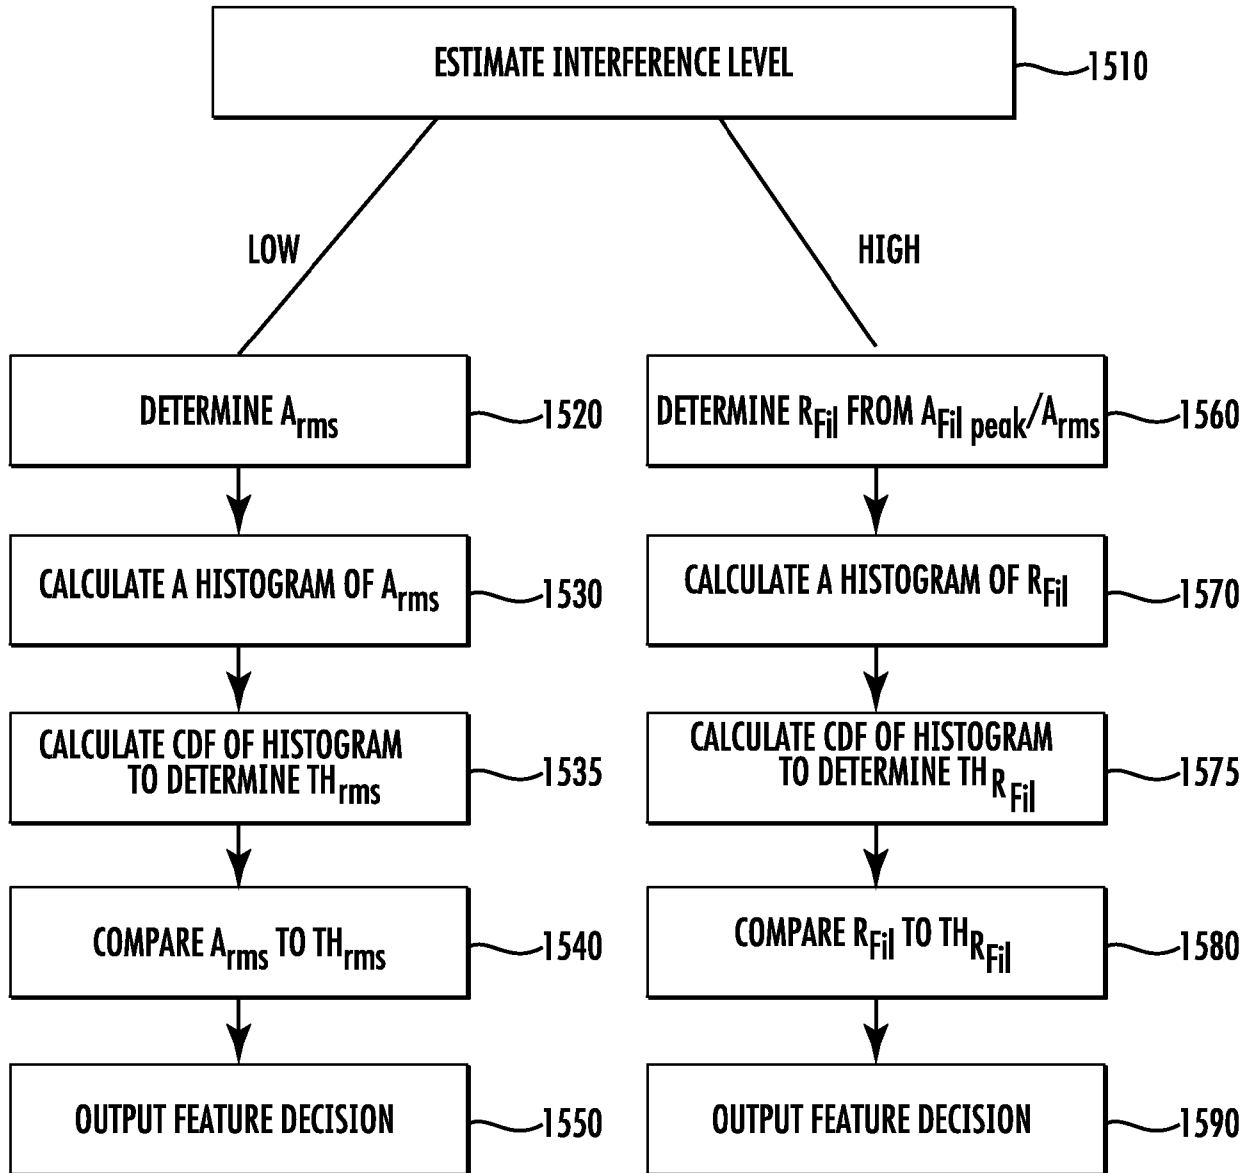 ESTIMATE INTERFERENCE LEVEL
1510
LOW
HIGH
DETERMINE Arms
1520
DETERMINE RFil FROM AFil peak/Arms
1560
CALCULATE A HISTOGRAM OF Arms
1530
CALCULATE A HISTOGRAM OF RFil
1570
CALCULATE CDF OF HISTOGRAM
TO DETERMINE THrms
1535
CALCULATE CDF OF HISTOGRAM
TO DETERMINE THR Fil
1575
COMPARE Arms TO THrms
1540
COMPARE RFil TO THRFil
1580
OUTPUT FEATURE DECISION
1550
OUTPUT FEATURE DECISION
1590